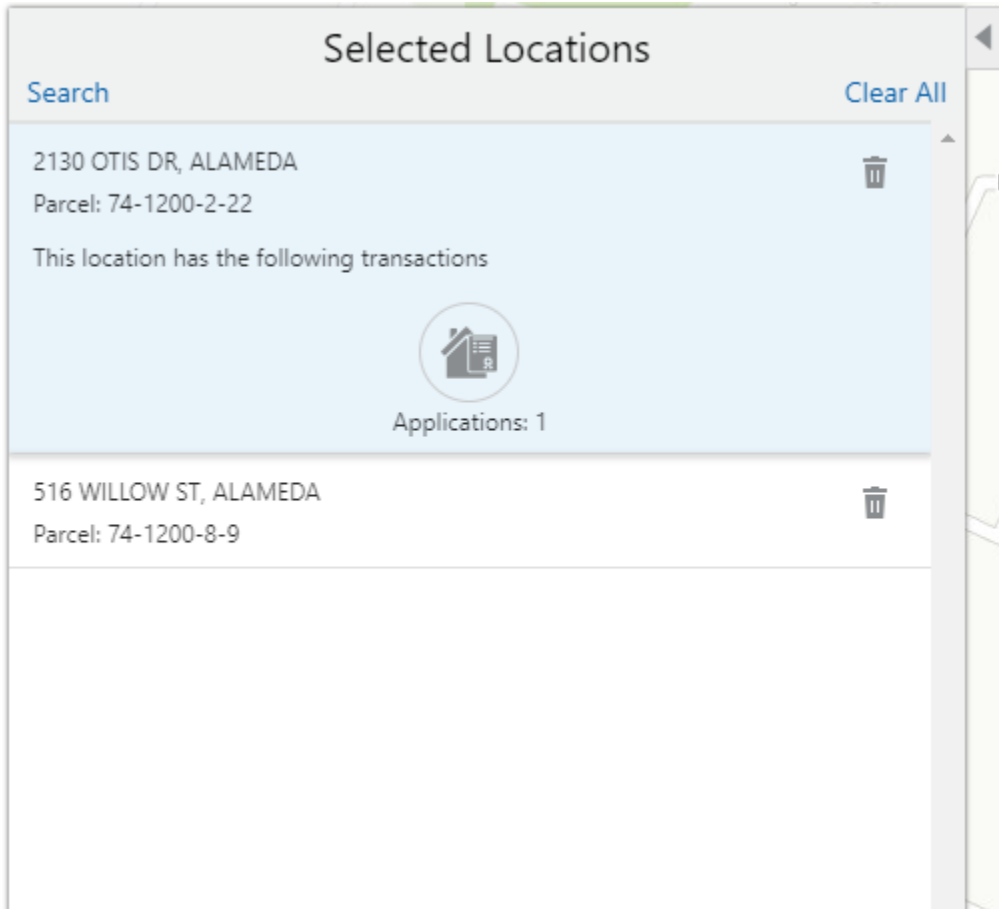 Selected Locations
Search Clear All
2130 OTIS DR, ALAMEDA
Parcel: 74-1200-2-22
This location has the following transactions
Applications: 1
516 WILLOW ST, ALAMEDA
Parcel: 74-1200-8-9